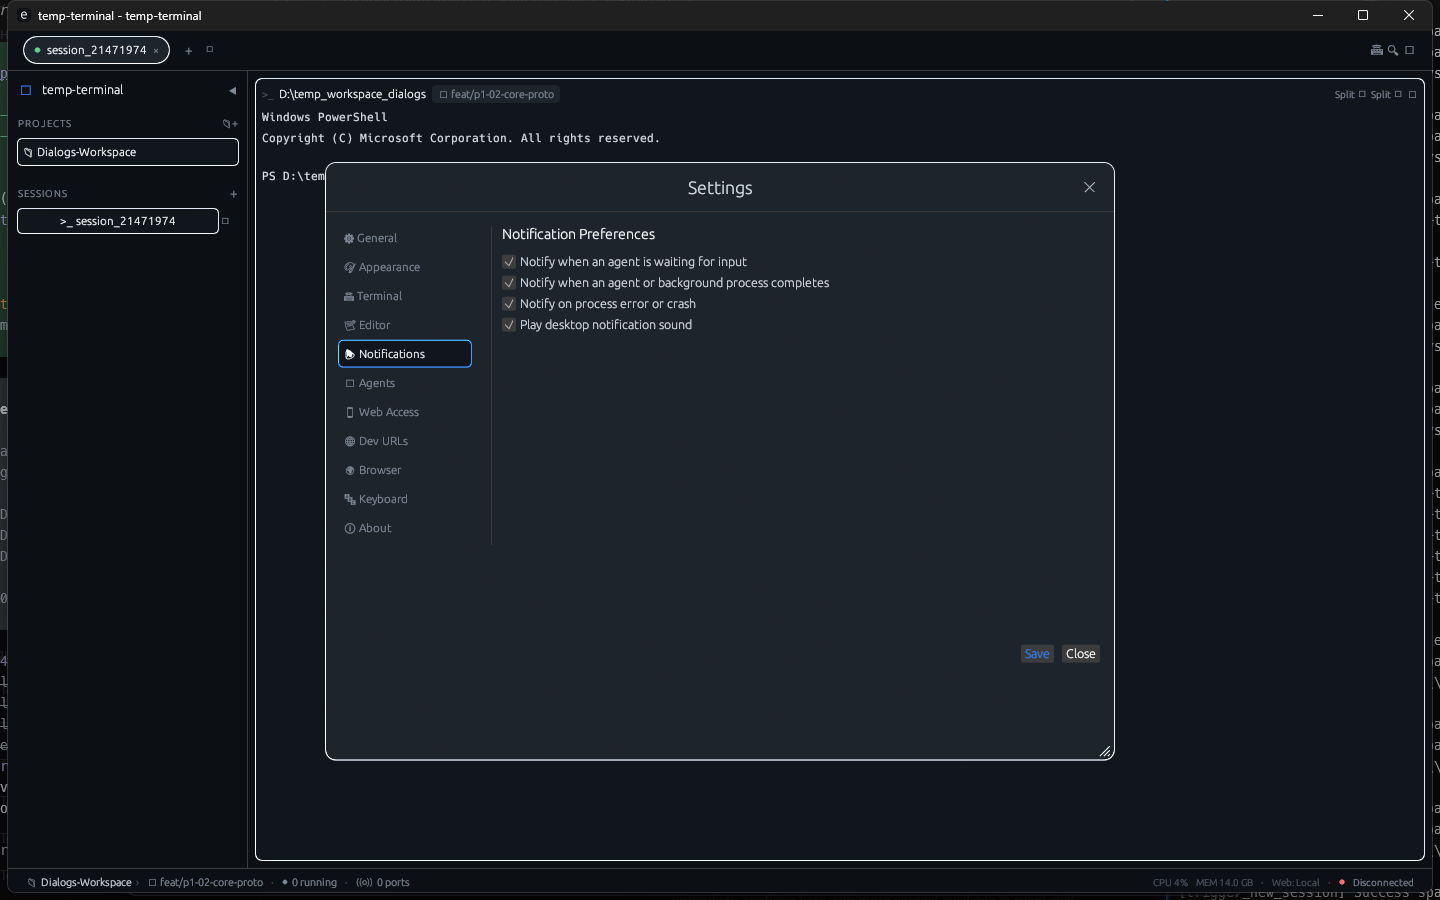 temp-terminal - temp-terminal
session_21471974
temp-terminal
PROJECTS
Dialogs-Workspace
SESSIONS
>_ session_21471974
>_ D:\temp_workspace_dialogs feat/p1-02-core-proto
Split Split
Windows PowerShell
Copyright (C) Microsoft Corporation. All rights reserved.
PS D:\tem
Settings
General
Appearance
Terminal
Editor
Notifications
Agents
Web Access
Dev URLs
Browser
Keyboard
About
Notification Preferences
Notify when an agent is waiting for input
Notify when an agent or background process completes
Notify on process error or crash
Play desktop notification sound
Save Close
Dialogs-Workspace › feat/p1-02-core-proto · 0 running · 0 ports
CPU 4% MEM 14.0 GB · Web: Local · Disconnected